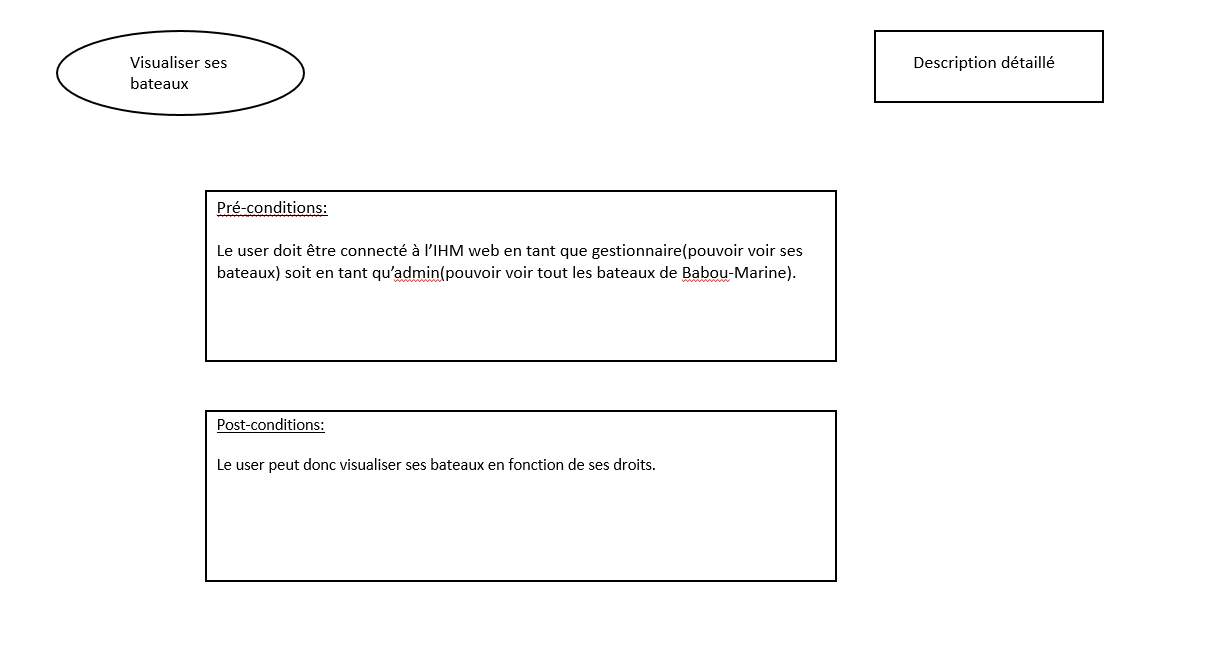 Visualiser ses
bateaux
Description détaillé
Pré-conditions:
Le user doit être connecté à l’IHM web en tant que gestionnaire(pouvoir voir ses
bateaux) soit en tant qu’admin(pouvoir voir tout les bateaux de Babou-Marine).
Post-conditions:
Le user peut donc visualiser ses bateaux en fonction de ses droits.